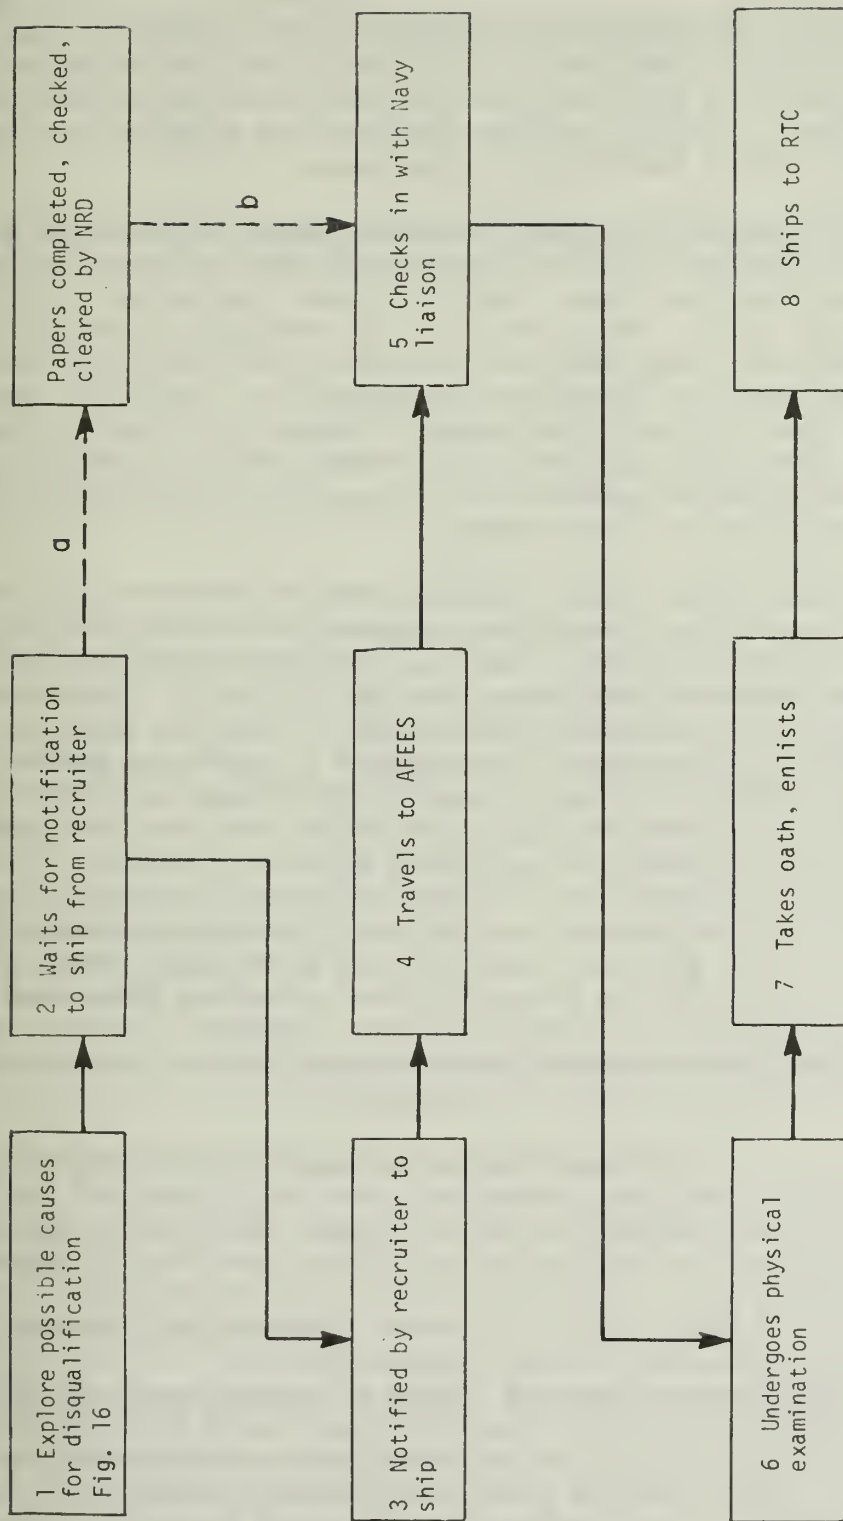 1 Explore possible causes
for disqualification
Fig. 16
2 Waits for notification
to ship from recruiter
a
Papers completed, checked,
cleared by NRD
b
3 Notified by recruiter to
ship
4 Travels to AFEES
5 Checks in with Navy
liaison
6 Undergoes physical
examination
7 Takes oath, enlists
8 Ships to RTC